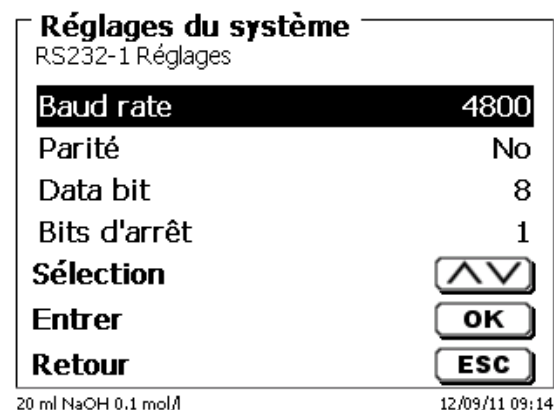 Réglages du système
RS232-1 Réglages
Baud rate 4800
Parité No
Data bit 8
Bits d'arrêt 1
Sélection
Entrer OK
Retour ESC
20 ml NaOH 0.1 mol/l 12/09/11 09:14